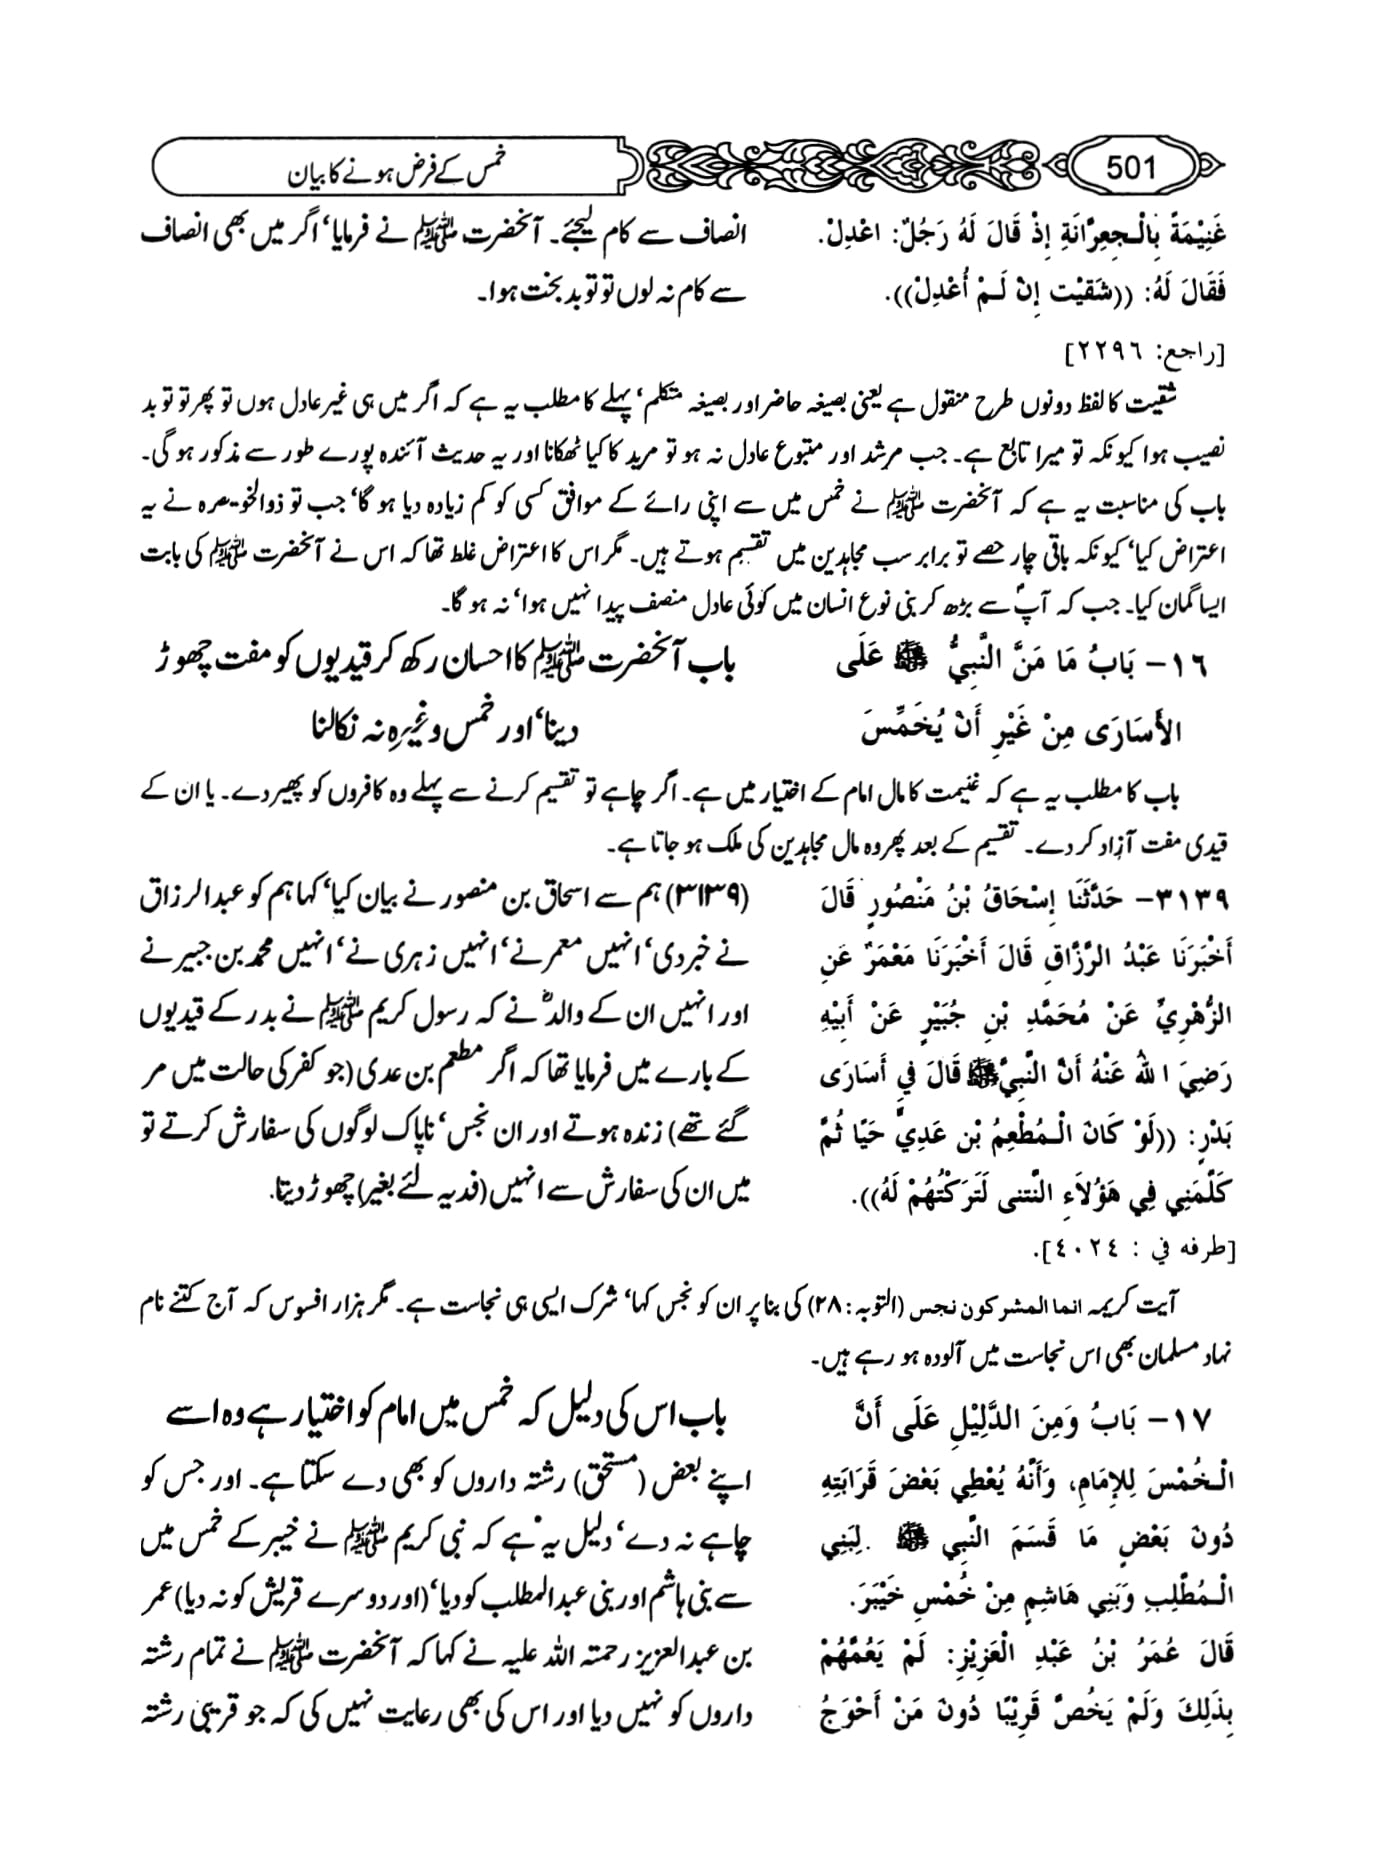 501
خمس کے فرض ہونے کا بیان
غَنِيْمَةً بِالْجِعِرَّانَةِ إِذْ قَالَ لَهُ رَجُلٌ: اعْدِلْ.
فَقَالَ لَهُ: ((شَقِيْتَ إِنْ لَمْ أَعْدِلْ)).
[راجع: ٢٢٩٦]
انصاف سے کام لیجئے۔ آنحضرت ﷺ نے فرمایا‘ اگر میں بھی انصاف
سے کام نہ لوں تو تو بد بخت ہوا۔
شقیت کا لفظ دونوں طرح منقول ہے یعنی بصیغہ حاضر اور بصیغہ متکلم‘ پہلے کا مطلب یہ ہے کہ اگر میں ہی غیر عادل ہوں تو پھر تو تو بد
نصیب ہوا کیونکہ تو میرا تابع ہے۔ جب مرشد اور متبوع عادل نہ ہو تو مرید کا کیا ٹھکانا اور یہ حدیث آئندہ پورے طور سے مذکور ہو گی۔
باب کی مناسبت یہ ہے کہ آنحضرت ﷺ نے خمس میں سے اپنی رائے کے موافق کسی کو کم زیادہ دیا ہو گا‘ جب تو ذوالخویصرہ نے یہ
اعتراض کیا‘ کیونکہ باقی چار حصے تو برابر سب مجاہدین میں تقسیم ہوتے ہیں۔ مگر اس کا اعتراض غلط تھا کہ اس نے آنحضرت ﷺ کی بابت
ایسا گمان کیا۔ جب کہ آپؐ سے بڑھ کر بنی نوع انسان میں کوئی عادل منصف پیدا نہیں ہوا‘ نہ ہو گا۔
١٦– بَابُ مَا مَنَّ النَّبِيُّ ﷺ عَلَى
الأَسَارَى مِنْ غَيْرِ أَنْ يُخَمِّسَ
باب آنحضرت ﷺ کا احسان رکھ کر قیدیوں کو مفت چھوڑ
دینا‘ اور خمس وغیرہ نہ نکالنا
باب کا مطلب یہ ہے کہ غنیمت کا مال امام کے اختیار میں ہے۔ اگر چاہے تو تقسیم کرنے سے پہلے وہ کافروں کو پھیر دے۔ یا ان کے
قیدی مفت آزاد کر دے۔ تقسیم کے بعد پھر وہ مال مجاہدین کی ملک ہو جاتا ہے۔
٣١٣٩– حَدَّثَنَا إِسْحَاقُ بْنُ مَنْصُورٍ قَالَ
أَخْبَرَنَا عَبْدُ الرَّزَّاقِ قَالَ أَخْبَرَنَا مَعْمَرٌ عَنِ
الزُّهْرِيِّ عَنْ مُحَمَّدِ بْنِ جُبَيْرٍ عَنْ أَبِيْهِ
رَضِيَ اللهُ عَنْهُ أَنَّ النَّبِيَّ ﷺ قَالَ فِي أَسَارَى
بَدْرٍ: ((لَوْ كَانَ الْمُطْعِمُ بْنَ عَدِيٍّ حَيًّا ثُمَّ
كَلَّمَنِي فِي هَؤُلاَءِ النَّتنى لَتَرَكْتُهُمْ لَهُ)).
[طرفه في : ٤٠٢٤].
(۳۱۳۹) ہم سے اسحاق بن منصور نے بیان کیا‘ کہا ہم کو عبدالرزاق
نے خبر دی‘ انہیں معمر نے‘ انہیں زہری نے‘ انہیں محمد بن جبیر نے
اور انہیں ان کے والدؓ نے کہ رسول کریم ﷺ نے بدر کے قیدیوں
کے بارے میں فرمایا تھا کہ اگر مطعم بن عدی (جو کفر کی حالت میں مر
گئے تھے) زندہ ہوتے اور ان نجس‘ ناپاک لوگوں کی سفارش کرتے تو
میں ان کی سفارش سے انہیں (فدیہ لئے بغیر) چھوڑ دیتا۔
آیت کریمہ انما المشرکون نجس (التوبہ : ۲۸) کی بنا پر ان کو نجس کہا‘ شرک ایسی ہی نجاست ہے۔ مگر ہزار افسوس کہ آج کتنے نام
نہاد مسلمان بھی اس نجاست میں آلودہ ہو رہے ہیں۔
١٧– بَابُ وَمِنَ الدَّلِيْلِ عَلَى أَنَّ
الْخُمْسَ لِلإِمَامِ، وَأَنَّهُ يُعْطِي بَعْضَ قَرَابَتِهِ
دُونَ بَعْضٍ مَا قَسَمَ النَّبِيُّ ﷺ لِبَنِي
الْمُطَّلِبِ وَبَنِي هَاشِمٍ مِنْ خُمْسِ خَيْبَرَ.
قَالَ عُمَرُ بْنُ عَبْدِ الْعَزِيْزِ: لَمْ يَعُمَّهُمْ
بِذَلِكَ وَلَمْ يَخُصَّ قَرِيْبًا دُونَ مَنْ أَحْوَجُ
باب اس کی دلیل کہ خمس میں امام کو اختیار ہے وہ اسے
اپنے بعض (مستحق) رشتہ داروں کو بھی دے سکتا ہے۔ اور جس کو
چاہے نہ دے‘ دلیل یہ ہے کہ نبی کریم ﷺ نے خیبر کے خمس میں
سے بنی ہاشم اور بنی عبدالمطلب کو دیا‘ (اور دوسرے قریش کو نہ دیا) عمر
بن عبدالعزیز رحمتہ اللہ علیہ نے کہا کہ آنحضرت ﷺ نے تمام رشتہ
داروں کو نہیں دیا اور اس کی بھی رعایت نہیں کی کہ جو قریبی رشتہ